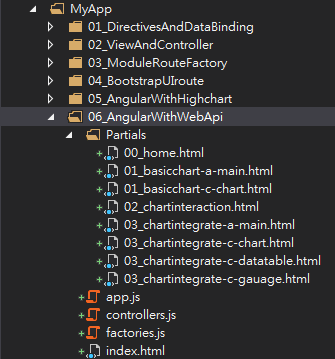 MyApp
01_DirectivesAndDataBinding
02_ViewAndController
03_ModuleRouteFactory
04_BootstrapUIroute
05_AngularWithHighchart
06_AngularWithWebApi
Partials
00_home.html
01_basicchart-a-main.html
01_basicchart-c-chart.html
02_chartinteraction.html
03_chartintegrate-a-main.html
03_chartintegrate-c-chart.html
03_chartintegrate-c-datatable.html
03_chartintegrate-c-gauage.html
app.js
controllers.js
factories.js
index.html